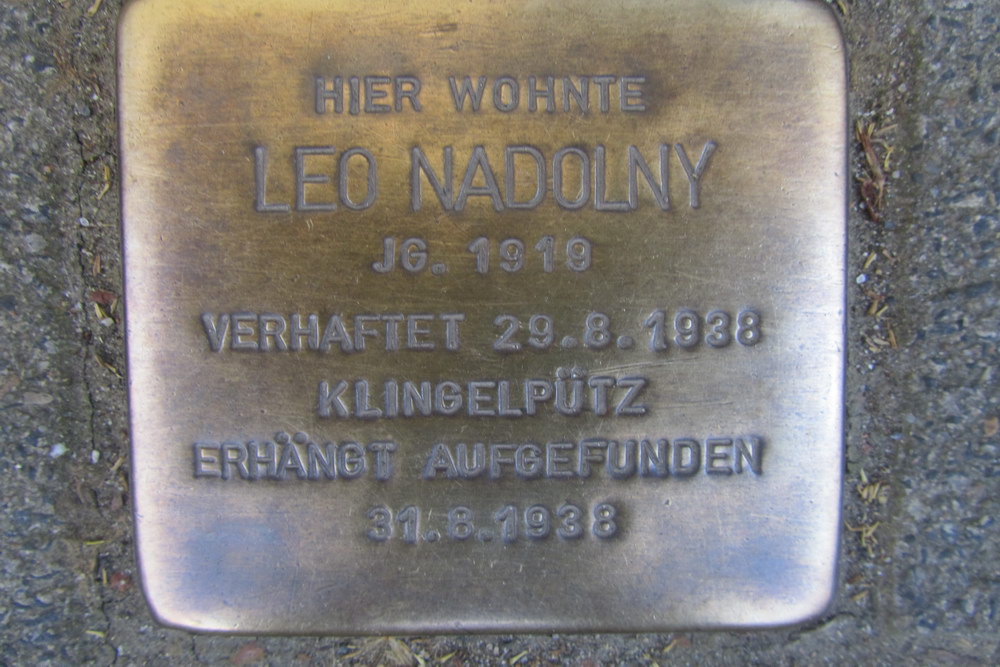 HIER WOHNTE
LEO NADOLNY
JG. 1919
VERHAFTET 29.8.1938
KLINGELPÜTZ
ERHÄNGT AUFGEFUNDEN
31.8.1938